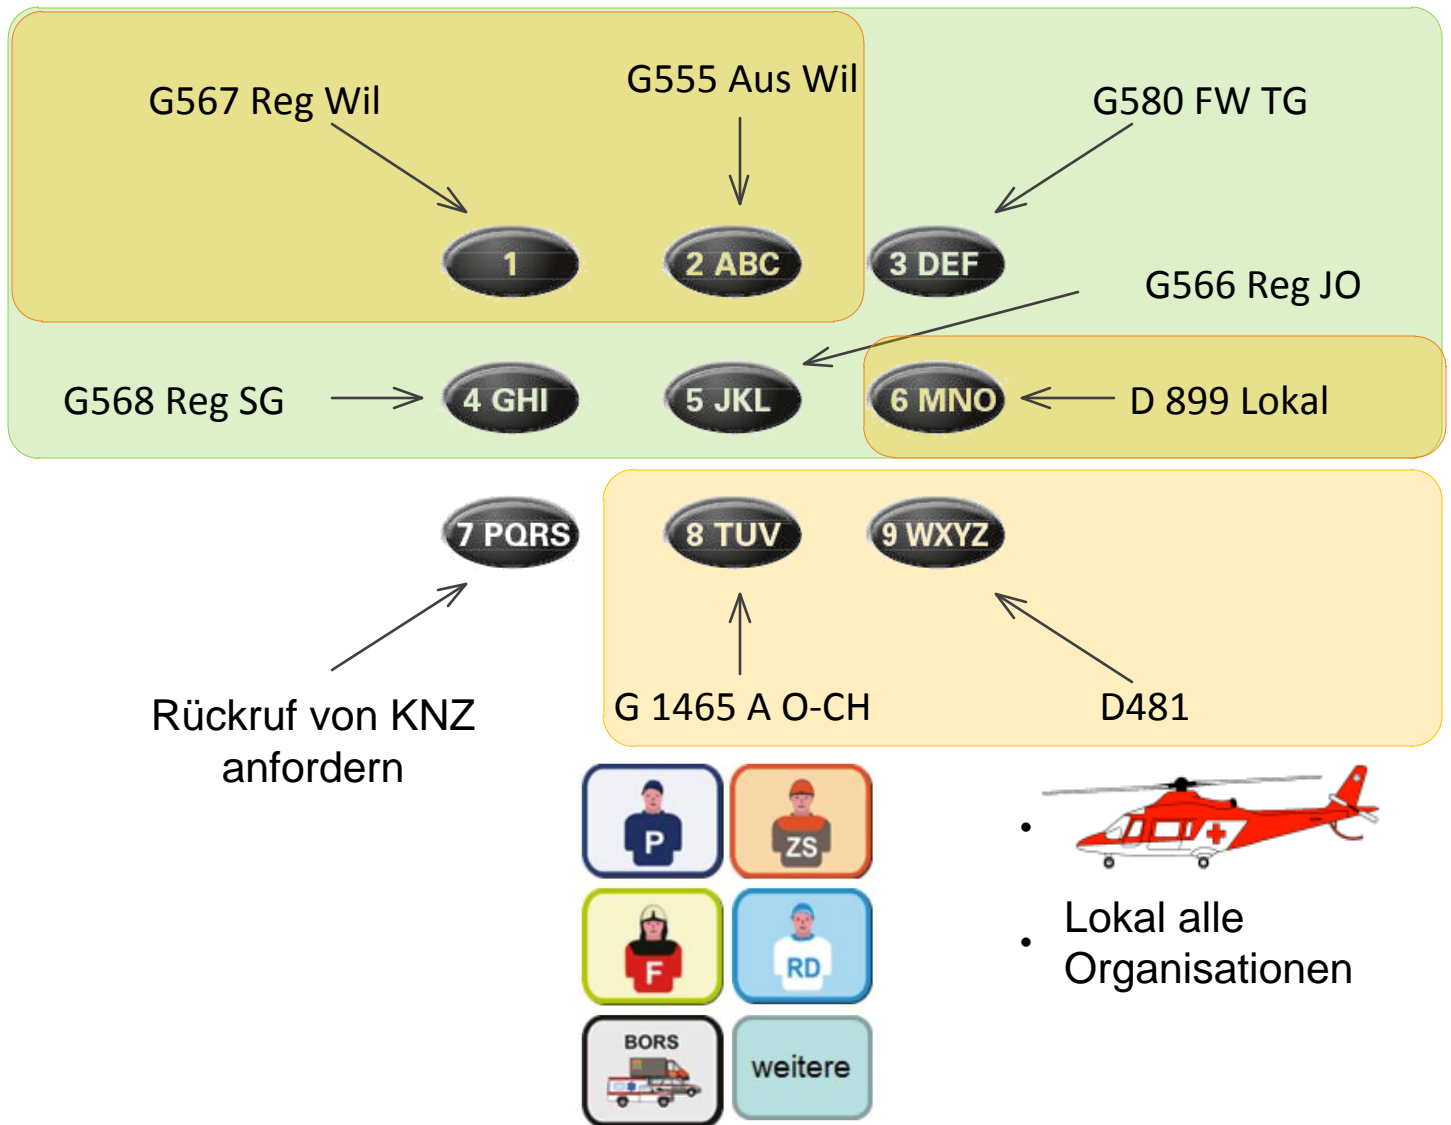 G567 Reg Wil
G555 Aus Wil
G580 FW TG
1
2 ABC
3 DEF
G566 Reg JO
G568 Reg SG
4 GHI
5 JKL
6 MNO
D 899 Lokal
7 PQRS
8 TUV
9 WXYZ
Rückruf von KNZ
anfordern
G 1465 A O-CH
D481
P
ZS
F
RD
• Lokal alle
Organisationen
BORS
weitere